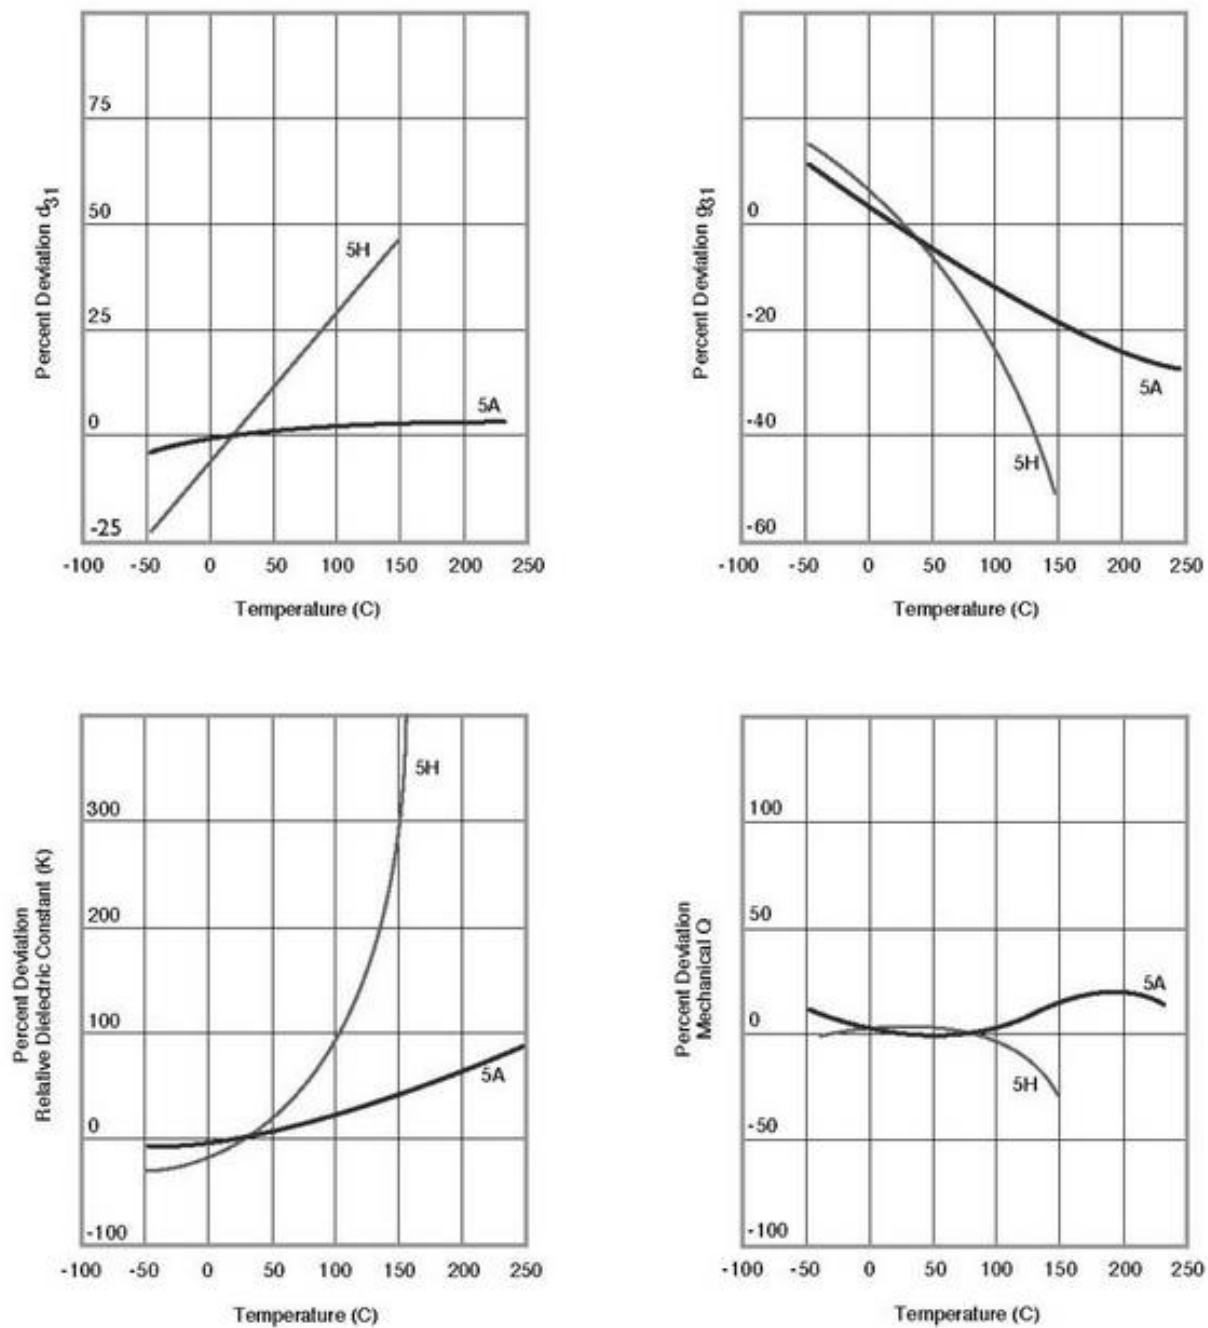 75
50
25
0
-25
Percent Deviation d31
5H
5A
-100 -50 0 50 100 150 200 250
Temperature (C)
0
-20
-40
-60
Percent Deviation g31
5A
5H
-100 -50 0 50 100 150 200 250
Temperature (C)
300
200
100
0
-100
Percent Deviation
Relative Dielectric Constant (K)
5H
5A
-100 -50 0 50 100 150 200 250
Temperature (C)
100
50
0
-50
-100
Percent Deviation
Mechanical Q
5A
5H
-100 -50 0 50 100 150 200 250
Temperature (C)